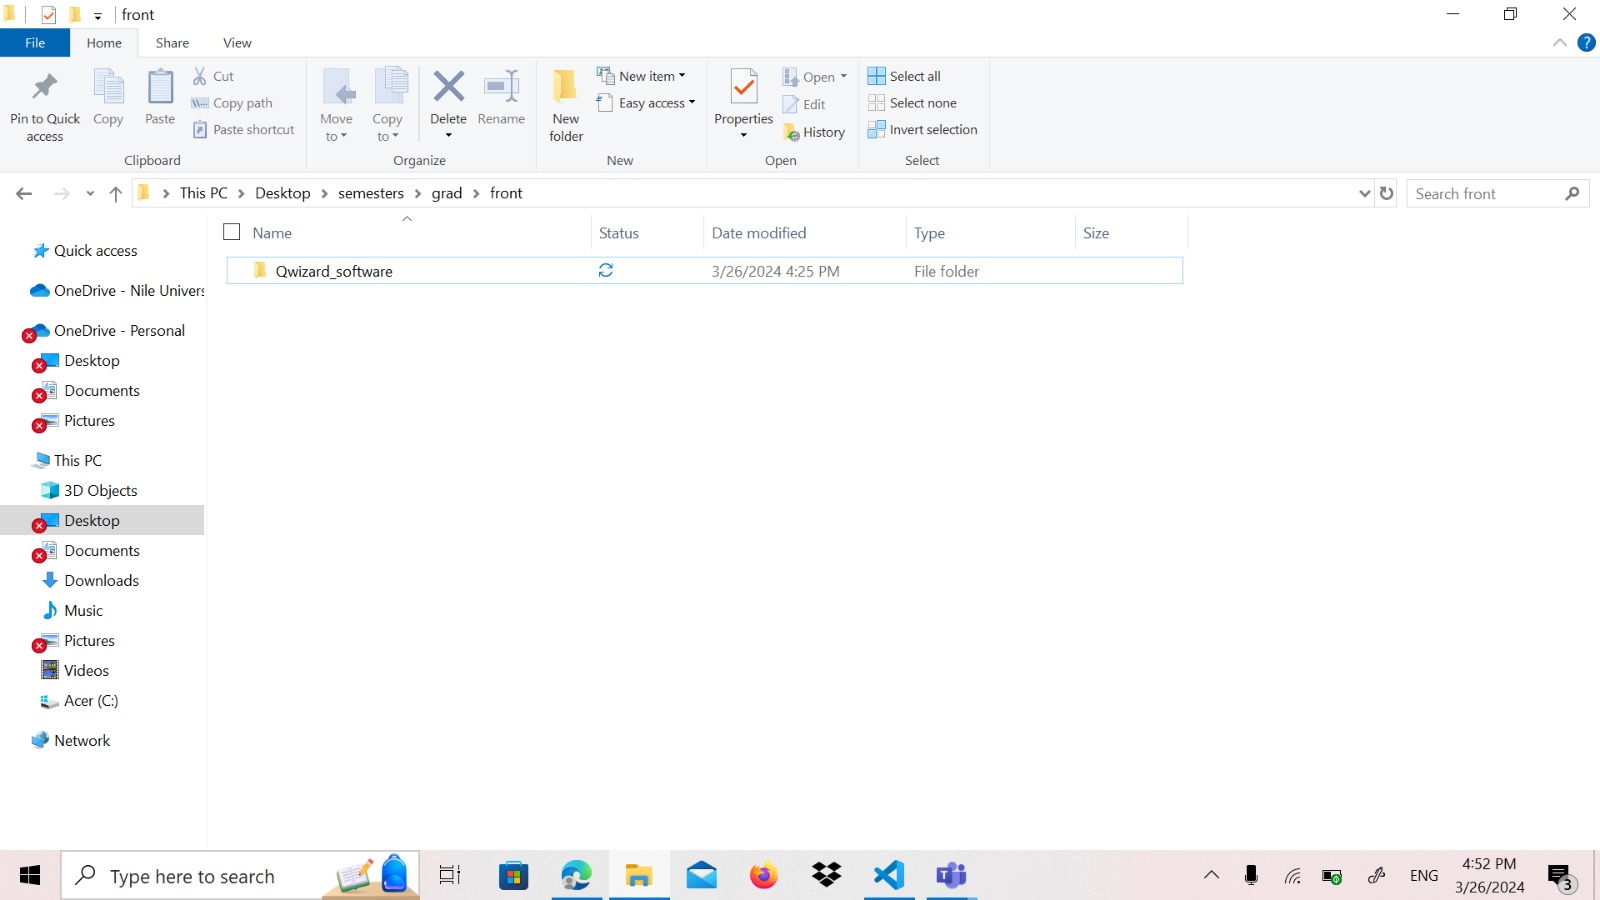 front
File
Home
Share
View
Pin to Quick access
Copy
Paste
Cut
Copy path
Paste shortcut
Clipboard
Move to
Copy to
Delete
Rename
Organize
New folder
New item
Easy access
New
Properties
Open
Edit
History
Open
Select all
Select none
Invert selection
Select
This PC > Desktop > semesters > grad > front
Search front
Name Status Date modified Type Size
Qwizard_software 3/26/2024 4:25 PM File folder
Quick access
OneDrive - Nile Univers
OneDrive - Personal
Desktop
Documents
Pictures
This PC
3D Objects
Desktop
Documents
Downloads
Music
Pictures
Videos
Acer (C:)
Network
Type here to search
ENG
4:52 PM
3/26/2024
3